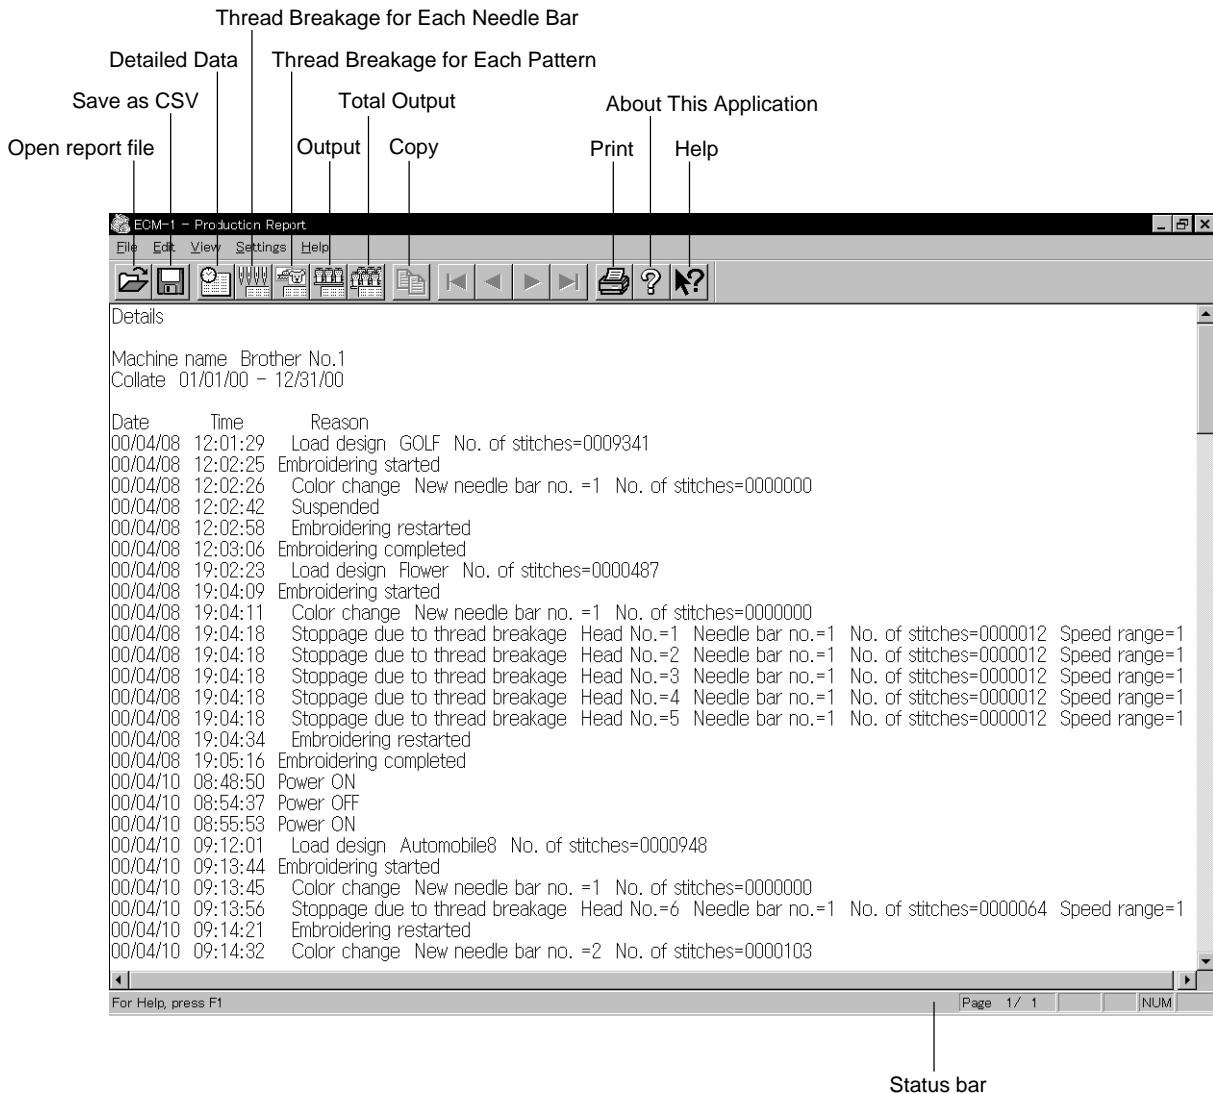 Thread Breakage for Each Needle Bar
Detailed Data
Thread Breakage for Each Pattern
Save as CSV
Total Output
About This Application
Open report file
Output
Copy
Print
Help
ECM-1 - Production Report
File Edit View Settings Help
Details
Machine name Brother No.1
Collate 01/01/00 - 12/31/00
Date Time Reason
00/04/08 12:01:29 Load design GOLF No. of stitches=0009341
00/04/08 12:02:25 Embroidering started
00/04/08 12:02:26 Color change New needle bar no. =1 No. of stitches=0000000
00/04/08 12:02:42 Suspended
00/04/08 12:02:58 Embroidering restarted
00/04/08 12:03:06 Embroidering completed
00/04/08 19:02:23 Load design Flower No. of stitches=0000487
00/04/08 19:04:09 Embroidering started
00/04/08 19:04:11 Color change New needle bar no. =1 No. of stitches=0000000
00/04/08 19:04:18 Stoppage due to thread breakage Head No.=1 Needle bar no.=1 No. of stitches=0000012 Speed range=1
00/04/08 19:04:18 Stoppage due to thread breakage Head No.=2 Needle bar no.=1 No. of stitches=0000012 Speed range=1
00/04/08 19:04:18 Stoppage due to thread breakage Head No.=3 Needle bar no.=1 No. of stitches=0000012 Speed range=1
00/04/08 19:04:18 Stoppage due to thread breakage Head No.=4 Needle bar no.=1 No. of stitches=0000012 Speed range=1
00/04/08 19:04:18 Stoppage due to thread breakage Head No.=5 Needle bar no.=1 No. of stitches=0000012 Speed range=1
00/04/08 19:04:34 Embroidering restarted
00/04/08 19:05:16 Embroidering completed
00/04/10 08:48:50 Power ON
00/04/10 08:54:37 Power OFF
00/04/10 08:55:53 Power ON
00/04/10 09:12:01 Load design Automobile8 No. of stitches=0000948
00/04/10 09:13:44 Embroidering started
00/04/10 09:13:45 Color change New needle bar no. =1 No. of stitches=0000000
00/04/10 09:13:56 Stoppage due to thread breakage Head No.=6 Needle bar no.=1 No. of stitches=0000064 Speed range=1
00/04/10 09:14:21 Embroidering restarted
00/04/10 09:14:32 Color change New needle bar no. =2 No. of stitches=0000103
For Help, press F1
Page 1/ 1
NUM
Status bar